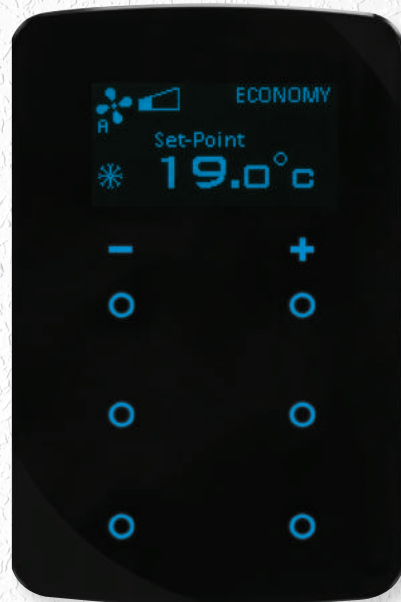 ECONOMY
A
Set-Point
19.0°c
- +